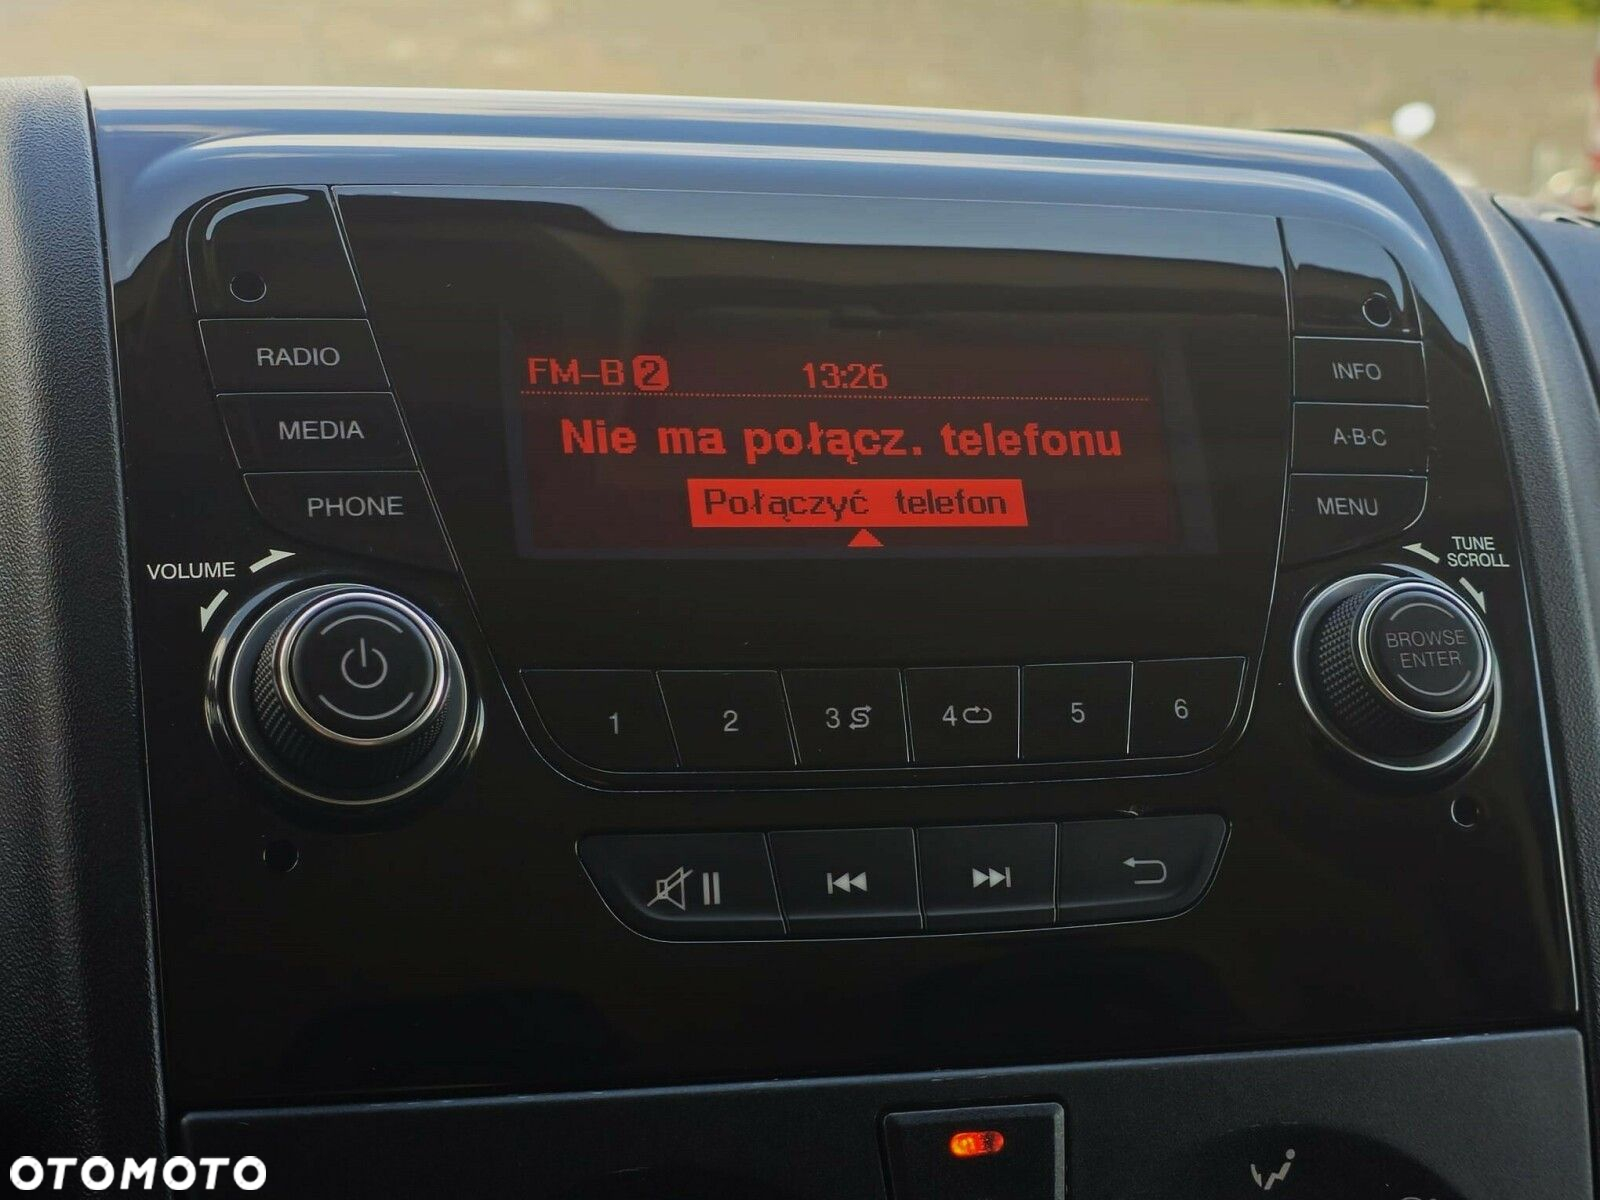 FM-B 2 13:26
Nie ma połącz. telefonu
Połączyć telefon
RADIO
MEDIA
PHONE
VOLUME
INFO
A·B·C
MENU
TUNE
SCROLL
BROWSE
ENTER
1 2 3 4 5 6
OTOMOTO